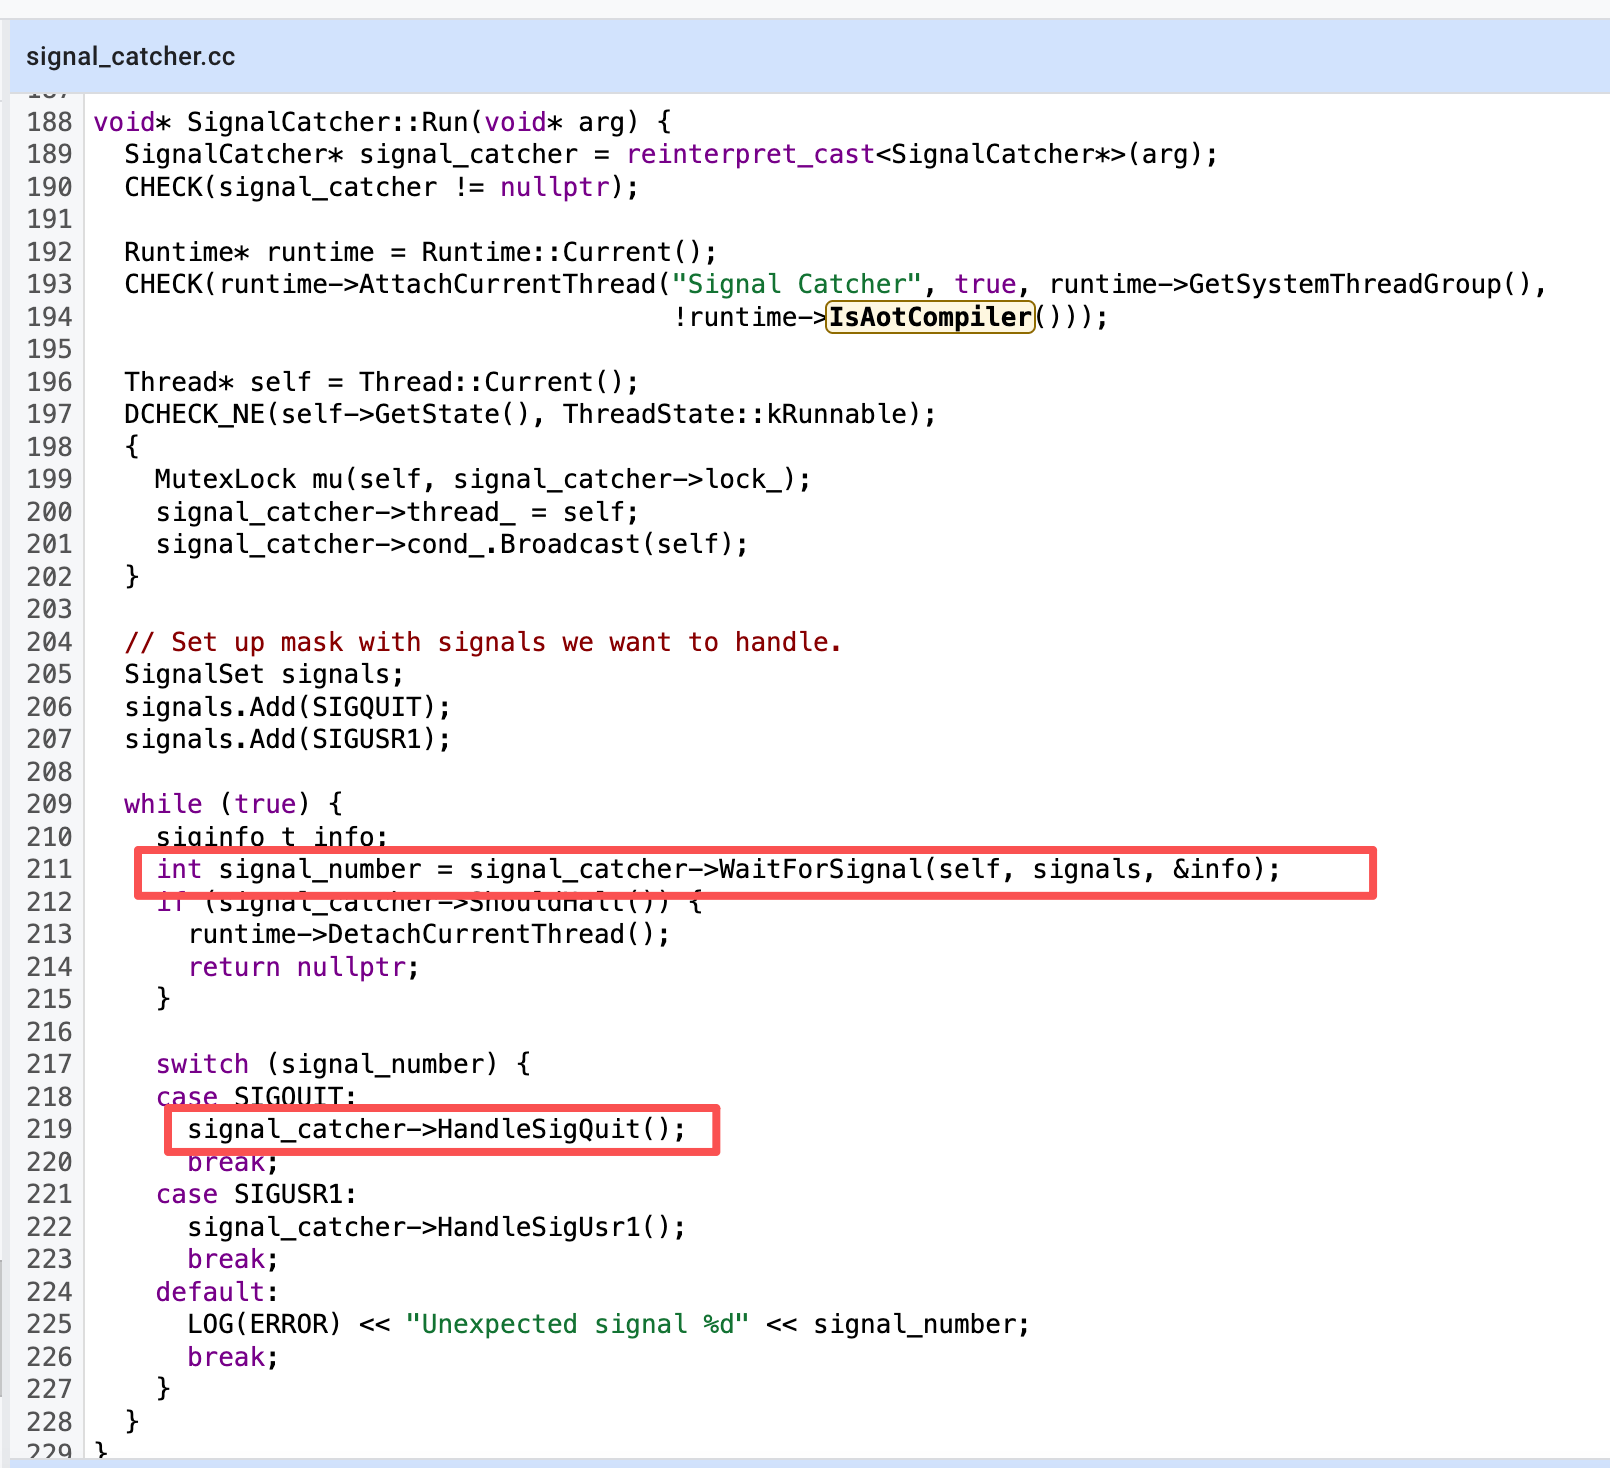 signal_catcher.cc
187
188 void* SignalCatcher::Run(void* arg) {
189   SignalCatcher* signal_catcher = reinterpret_cast<SignalCatcher*>(arg);
190   CHECK(signal_catcher != nullptr);
191
192   Runtime* runtime = Runtime::Current();
193   CHECK(runtime->AttachCurrentThread("Signal Catcher", true, runtime->GetSystemThreadGroup(),
194                                      !runtime->IsAotCompiler()));
195
196   Thread* self = Thread::Current();
197   DCHECK_NE(self->GetState(), ThreadState::kRunnable);
198   {
199     MutexLock mu(self, signal_catcher->lock_);
200     signal_catcher->thread_ = self;
201     signal_catcher->cond_.Broadcast(self);
202   }
203
204   // Set up mask with signals we want to handle.
205   SignalSet signals;
206   signals.Add(SIGQUIT);
207   signals.Add(SIGUSR1);
208
209   while (true) {
210     siginfo_t info;
211     int signal_number = signal_catcher->WaitForSignal(self, signals, &info);
212     if (signal_catcher->ShouldHalt()) {
213       runtime->DetachCurrentThread();
214       return nullptr;
215     }
216
217     switch (signal_number) {
218     case SIGQUIT:
219       signal_catcher->HandleSigQuit();
220       break;
221     case SIGUSR1:
222       signal_catcher->HandleSigUsr1();
223       break;
224     default:
225       LOG(ERROR) << "Unexpected signal %d" << signal_number;
226       break;
227     }
228   }
229 }